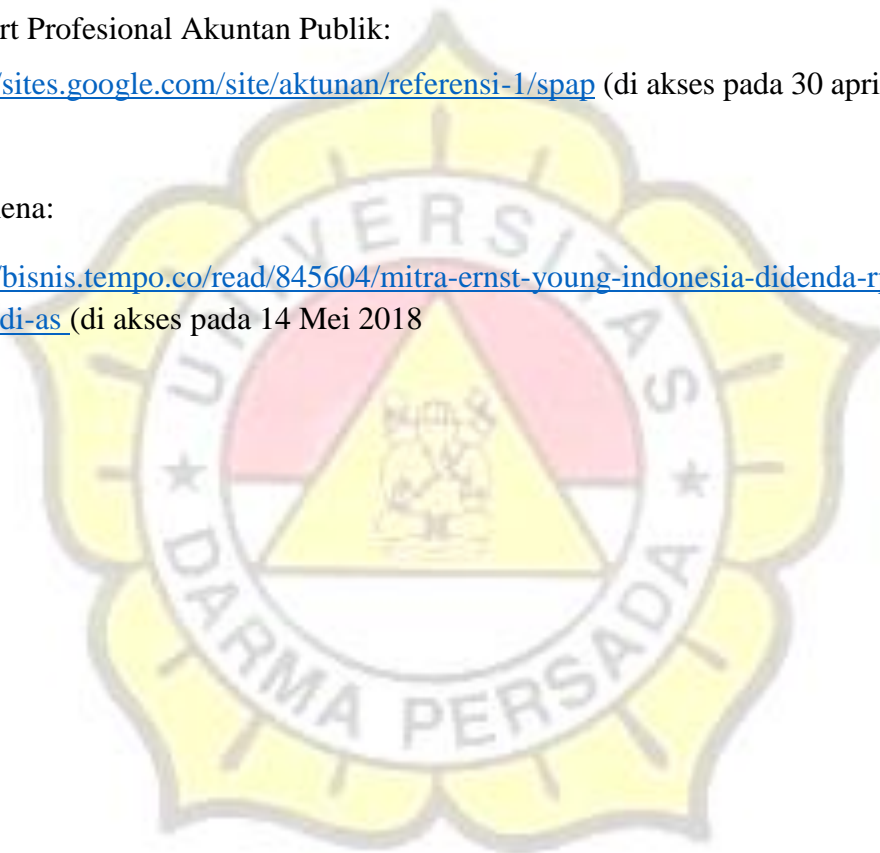 rt Profesional Akuntan Publik:
/sites.google.com/site/aktunan/referensi-1/spap (di akses pada 30 apri
ena:
/bisnis.tempo.co/read/845604/mitra-ernst-young-indonesia-didenda-r
di-as (di akses pada 14 Mei 2018
UNIVERSITAS
DARMA PERSADA